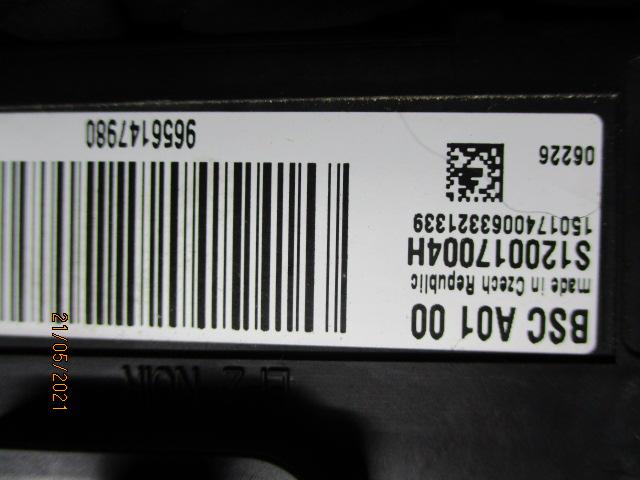 BSC A01 00
made in Czech Republic
S120017004H
1501740063321339
06226
9656147980
21/05/2021